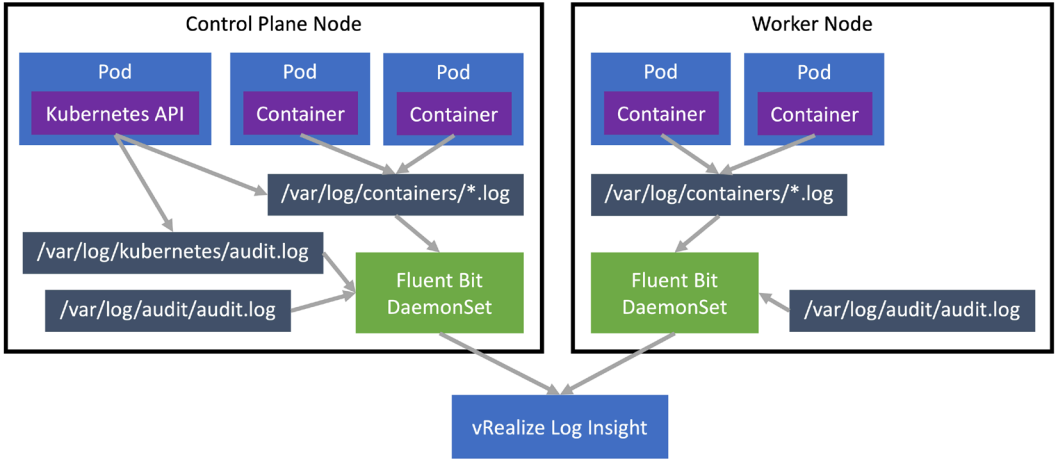 Control Plane Node
Pod
Kubernetes API
Pod
Container
Pod
Container
/var/log/containers/*.log
/var/log/kubernetes/audit.log
/var/log/audit/audit.log
Fluent Bit
DaemonSet
Worker Node
Pod
Container
Pod
Container
/var/log/containers/*.log
Fluent Bit
DaemonSet
/var/log/audit/audit.log
vRealize Log Insight